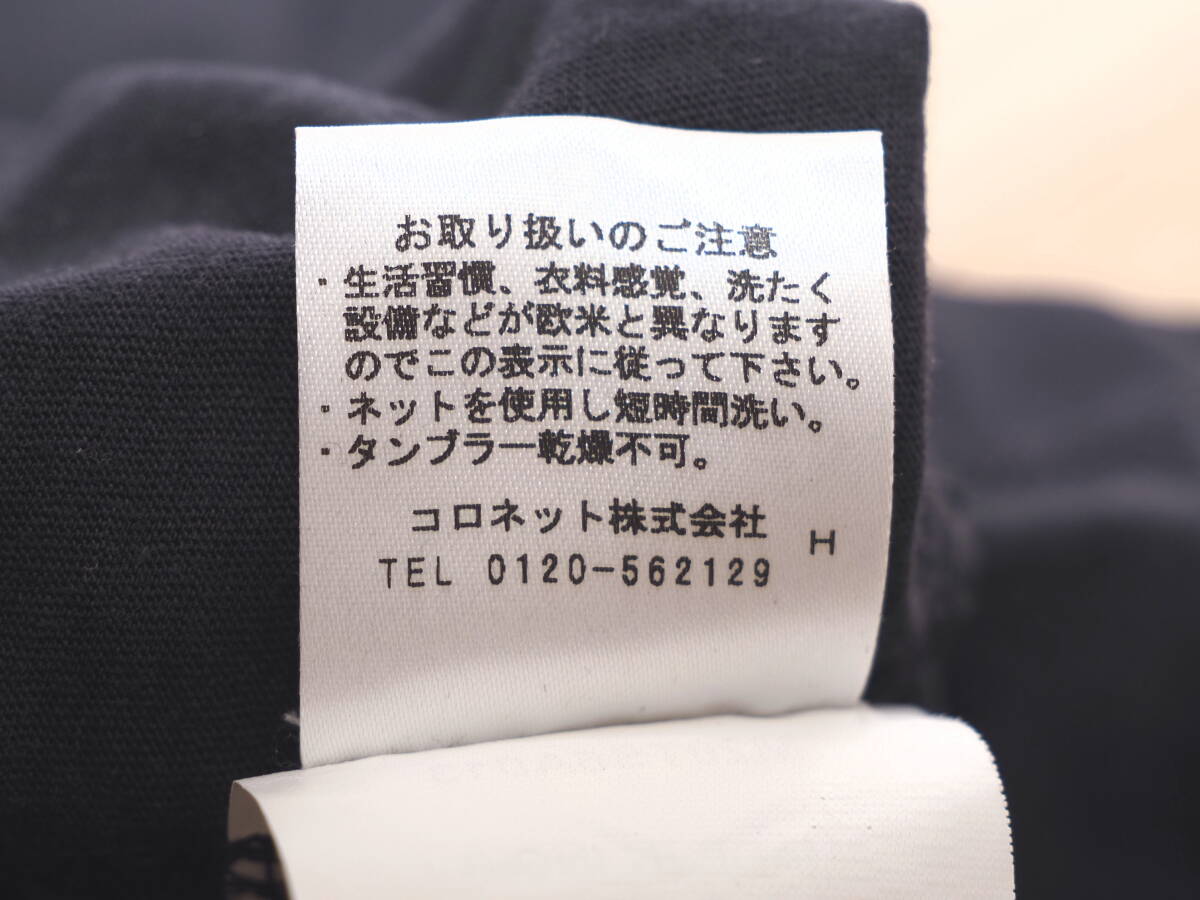 お取り扱いのご注意
・生活習慣、衣料感覚、洗たく
設備などが欧米と異なります
のでこの表示に従って下さい。
・ネットを使用し短時間洗い。
・タンブラー乾燥不可。
コロネット株式会社
H
TEL 0120-562129